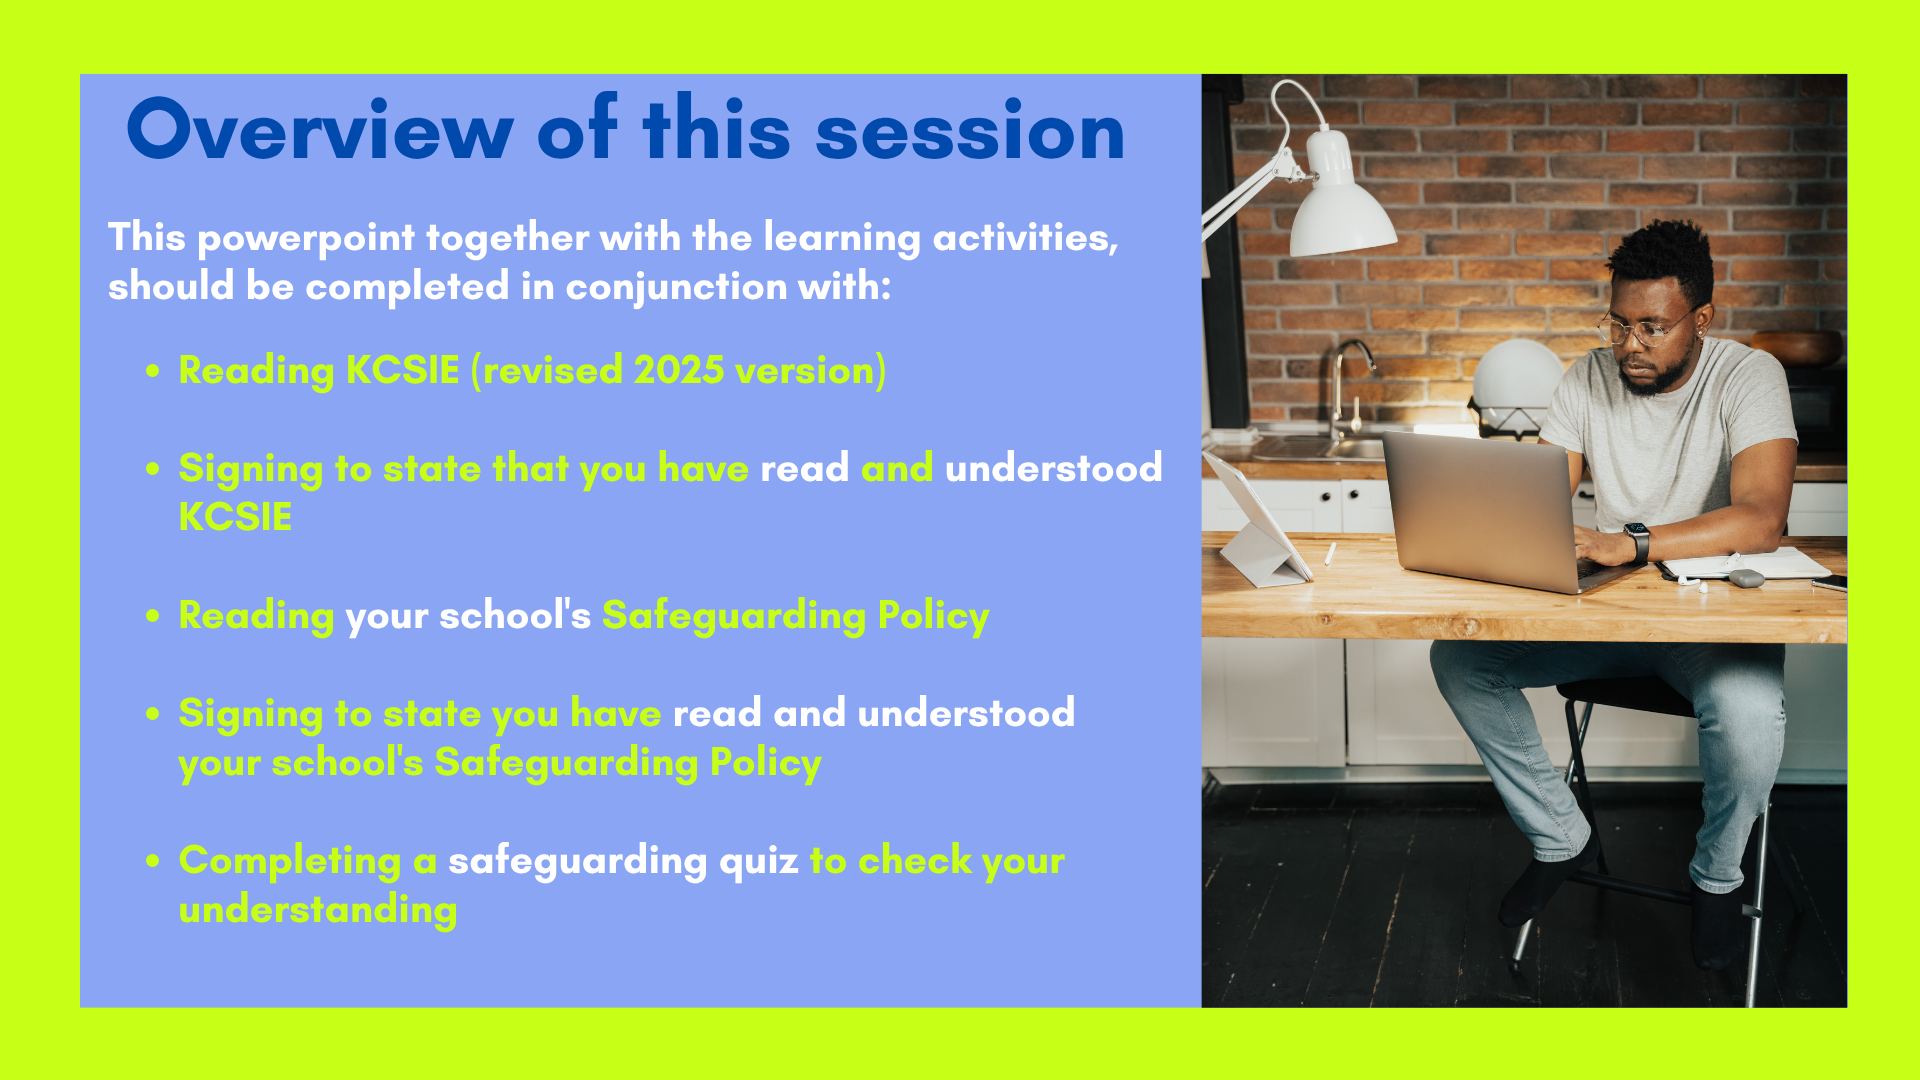 Overview of this session
This powerpoint together with the learning activities,
should be completed in conjunction with:
• Reading KCSIE (revised 2025 version)
• Signing to state that you have read and understood
KCSIE
• Reading your school's Safeguarding Policy
• Signing to state you have read and understood
your school's Safeguarding Policy
• Completing a safeguarding quiz to check your
understanding